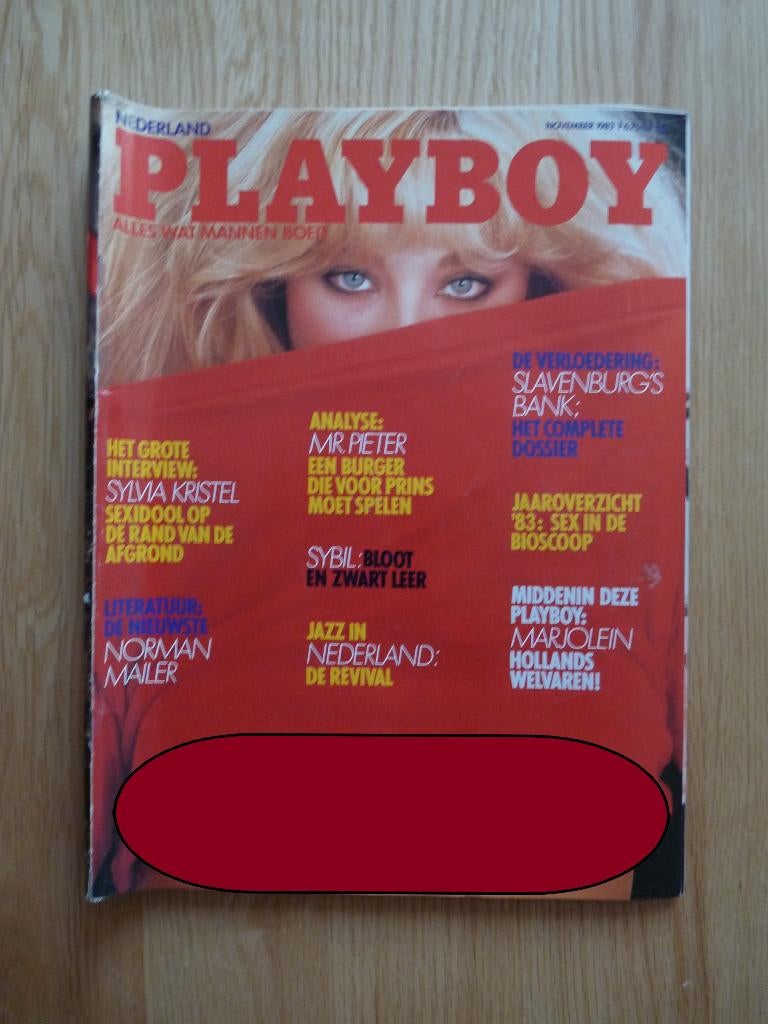 NEDERLAND
NOVEMBER 1983
PLAYBOY
ALLES WAT MANNEN BOEIT
HET GROTE
INTERVIEW:
SYLVIA KRISTEL
SEXIDOOL OP
DE RAND VAN DE
AFGROND
LITERATUUR:
DE NIEUWSTE
NORMAN
MAILER
ANALYSE:
MR. PIETER
EEN BURGER
DIE VOOR PRINS
MOET SPELEN
SYBIL: BLOOT
EN ZWART LEER
JAZZ IN
NEDERLAND:
DE REVIVAL
DE VERLOEDERING:
SLAVENBURG'S
BANK;
HET COMPLETE
DOSSIER
JAAROVERZICHT
'83: SEX IN DE
BIOSCOOP
MIDDENIN DEZE
PLAYBOY:
MARJOLEIN
HOLLANDS
WELVAREN!